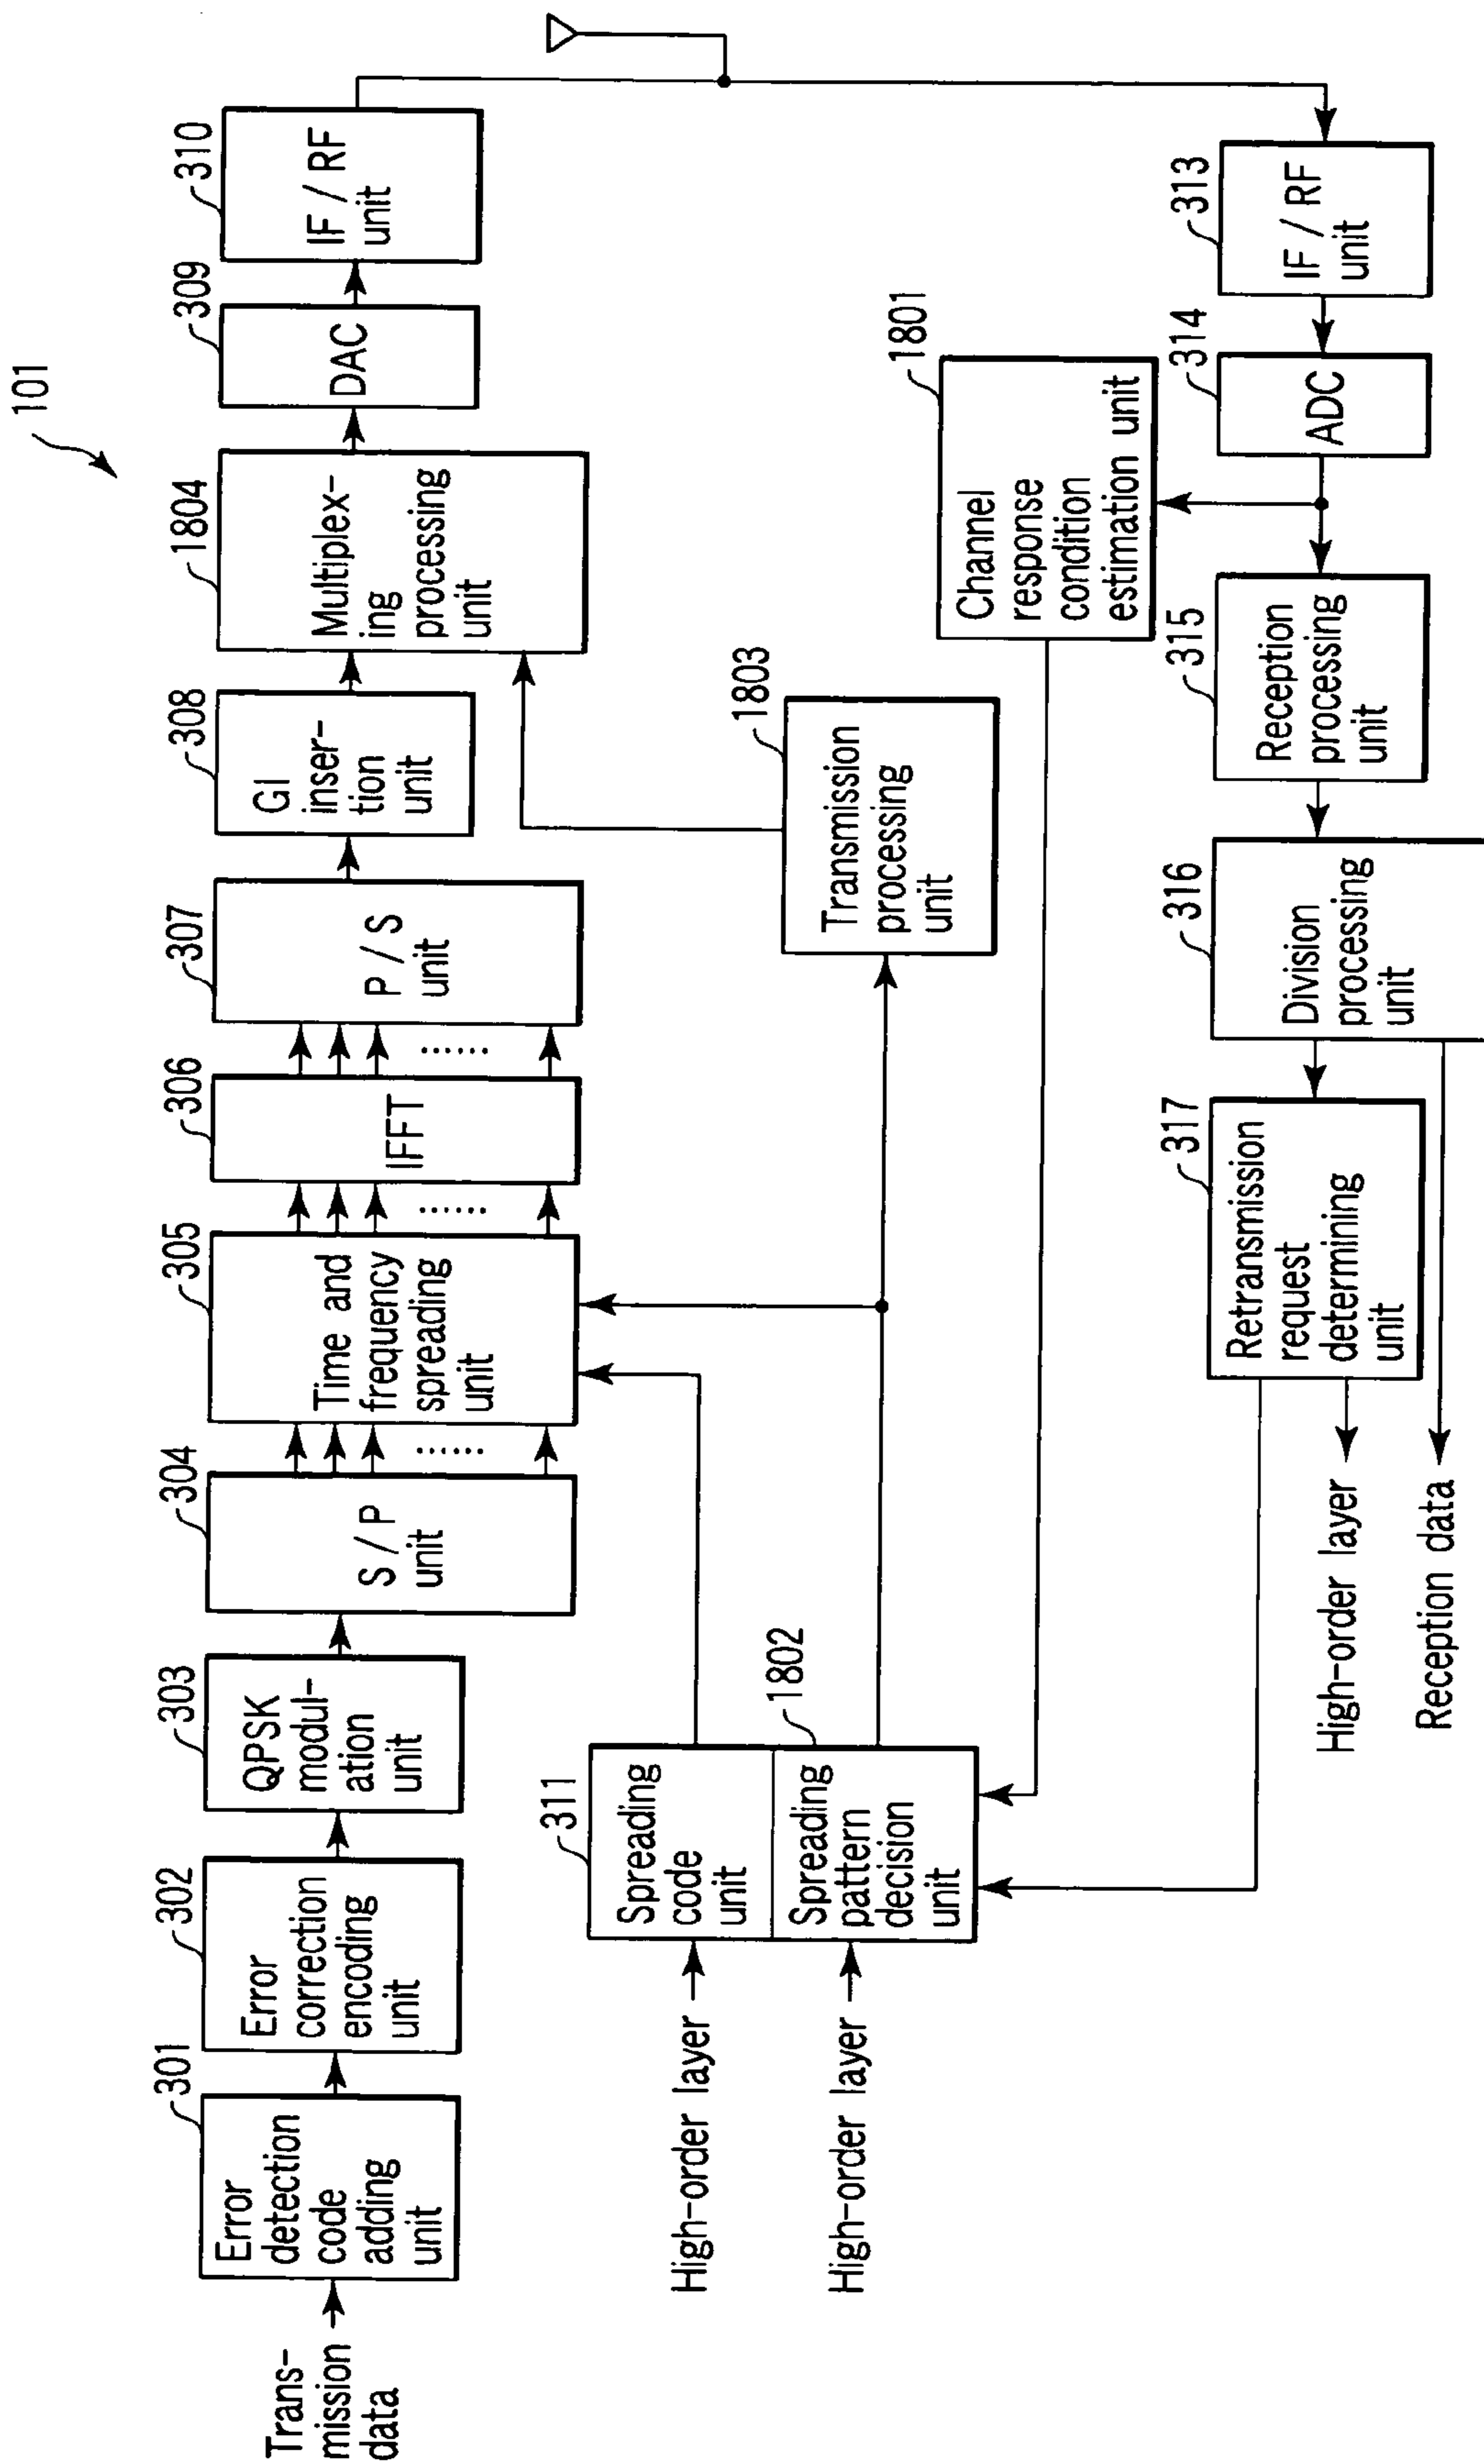 101
301
Error
detection
code
adding
unit
302
Error
correction
encoding
unit
303
QPSK
modul-
ation
unit
304
S / P
unit
305
Time and
frequency
spreading
unit
306
IFFT
307
P / S
unit
308
GI
inser-
tion
unit
1804
Multiplex-
ing
processing
unit
309
DAC
310
IF / RF
unit
Trans-
mission
data
......
......
......
......
High-order layer
High-order layer
311
Spreading
code
unit
1802
Spreading
pattern
decision
unit
1803
Transmission
processing
unit
1801
Channel
response
condition
estimation unit
313
IF / RF
unit
314
ADC
315
Reception
processing
unit
316
Division
processing
unit
317
Retransmission
request
determining
unit
High-order layer
Reception data